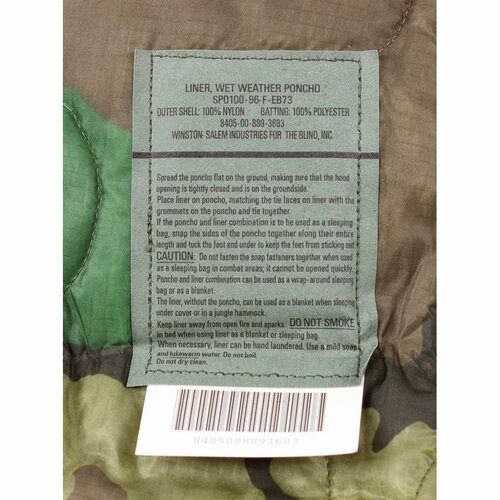 LINER, WET WEATHER PONCHO
SPO100-96-F-EB73
OUTER SHELL: 100% NYLON BATTING: 100% POLYESTER
8405-00-889-3683
WINSTON-SALEM INDUSTRIES FOR THE BLIND, INC.
Spread the poncho flat on the ground, making sure that the hood
opening is tightly closed and is on the groundside.
Place liner on poncho, matching the tie laces on liner with the
grommets on the poncho and tie together.
If the poncho and liner combination is to be used as a sleeping
bag, snap the sides of the poncho together along their entire
length and tuck the foot end under to keep the feet from sticking out.
CAUTION: Do not fasten the snap fasteners together when used
as a sleeping bag in combat areas; it cannot be opened quickly.
Poncho and liner combination can be used as a wrap-around sleeping
bag or as a blanket.
The liner, without the poncho, can be used as a blanket when sleeping
under cover or in a jungle hammock.
Keep liner away from open fire and sparks. DO NOT SMOKE
in bed when using liner as a blanket or sleeping bag.
When necessary, liner can be hand laundered. Use a mild soap
and lukewarm water. Do not boil.
Do not dry clean.
8405008893683